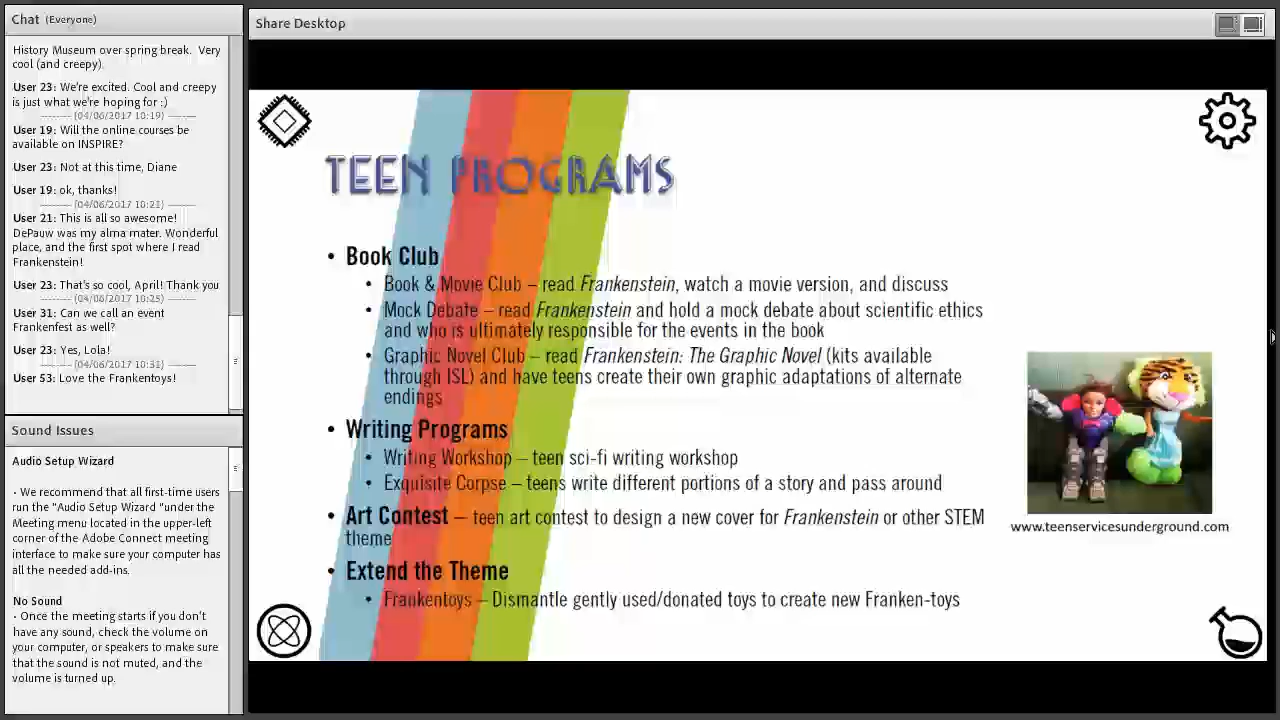 Chat (Everyone)
History Museum over spring break. Very
cool (and creepy).
User 23: We're excited. Cool and creepy
is just what we're hoping for :)
-------- (04/06/2017 10:19) --------
User 19: Will the online courses be
available on INSPIRE?
User 23: Not at this time, Diane
User 19: ok, thanks!
-------- (04/06/2017 10:21) --------
User 21: This is all so awesome!
DePauw was my alma mater. Wonderful
place, and the first spot where I read
Frankenstein!
User 23: That's so cool, April! Thank you
-------- (04/06/2017 10:25) --------
User 31: Can we call an event
Frankenfest as well?
User 23: Yes, Lola!
-------- (04/06/2017 10:31) --------
User 53: Love the Frankentoys!
Sound Issues
Audio Setup Wizard
• We recommend that all first-time users
run the "Audio Setup Wizard "under the
Meeting menu located in the upper-left
corner of the Adobe Connect meeting
interface to make sure your computer has
all the needed add-ins.
No Sound
• Once the meeting starts if you don't
have any sound, check the volume on
your computer, or speakers to make sure
that the sound is not muted, and the
volume is turned up.
Share Desktop
TEEN PROGRAMS
• Book Club
• Book & Movie Club – read Frankenstein, watch a movie version, and discuss
• Mock Debate – read Frankenstein and hold a mock debate about scientific ethics
and who is ultimately responsible for the events in the book
• Graphic Novel Club – read Frankenstein: The Graphic Novel (kits available
through ISL) and have teens create their own graphic adaptations of alternate
endings
• Writing Programs
• Writing Workshop – teen sci-fi writing workshop
• Exquisite Corpse – teens write different portions of a story and pass around
• Art Contest – teen art contest to design a new cover for Frankenstein or other STEM
theme
• Extend the Theme
• Frankentoys – Dismantle gently used/donated toys to create new Franken-toys
www.teenservicesunderground.com